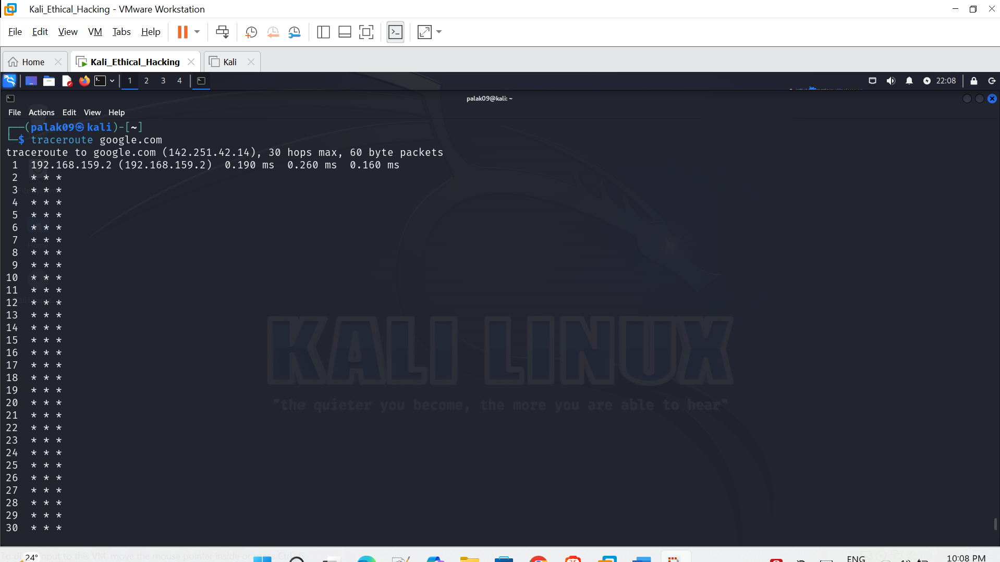 Kali_Ethical_Hacking - VMware Workstation
File Edit View VM Tabs Help
Home Kali_Ethical_Hacking Kali
1 2 3 4 22:08
palak09@kali: ~
File Actions Edit View Help
┌──(palak09㉿kali)-[~]
└─$ traceroute google.com
traceroute to google.com (142.251.42.14), 30 hops max, 60 byte packets
1 192.168.159.2 (192.168.159.2) 0.190 ms 0.260 ms 0.160 ms
2 * * *
3 * * *
4 * * *
5 * * *
6 * * *
7 * * *
8 * * *
9 * * *
10 * * *
11 * * *
12 * * *
13 * * *
14 * * *
15 * * *
16 * * *
17 * * *
18 * * *
19 * * *
20 * * *
21 * * *
22 * * *
23 * * *
24 * * *
25 * * *
26 * * *
27 * * *
28 * * *
29 * * *
30 * * *
KALI LINUX
"the quieter you become, the more you are able to hear"
24°
input to this VM, move the mouse pointer inside or
ENG
10:08 PM